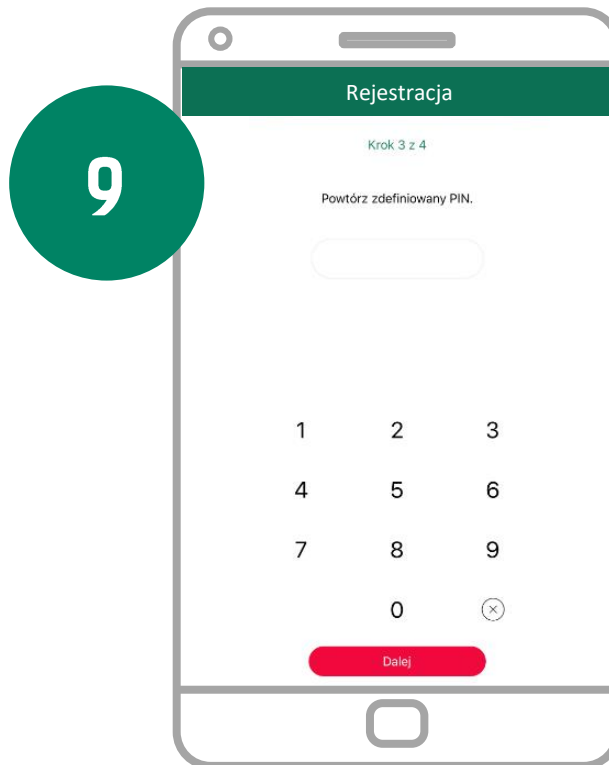 Rejestracja
Krok 3 z 4
9
Powtórz zdefiniowany PIN.
1 2 3
4 5 6
7 8 9
0
Dalej